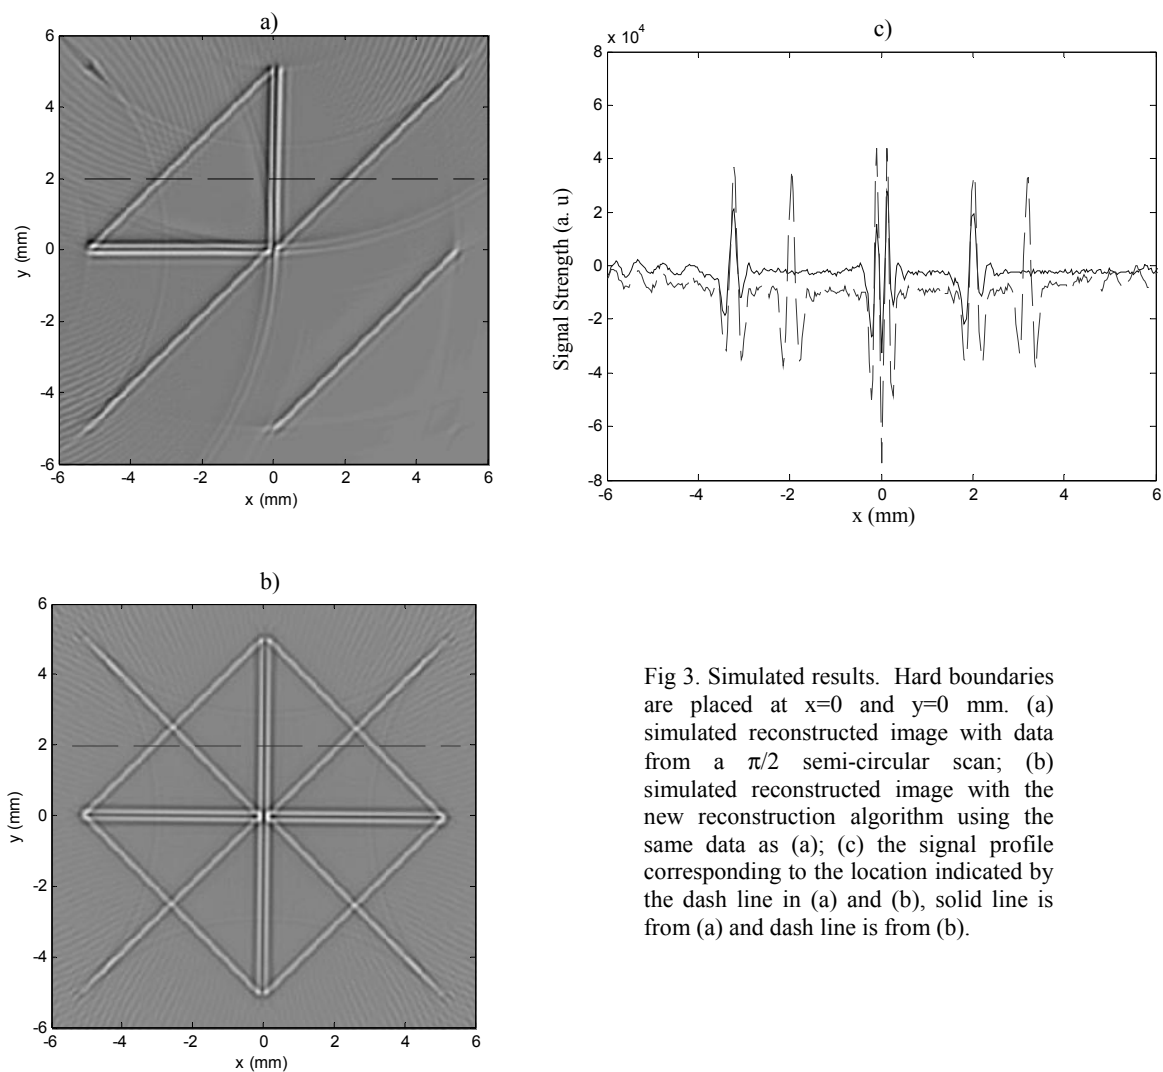 a)
6
4
2
0
-2
-4
-6
-6 -4 -2 0 2 4 6
x (mm)
y (mm)
c)
x 10⁴
8
6
4
2
0
-2
-4
-6
-8
-6 -4 -2 0 2 4 6
x (mm)
Signal Strength (a. u)
b)
6
4
2
0
-2
-4
-6
-6 -4 -2 0 2 4 6
x (mm)
y (mm)
Fig 3. Simulated results. Hard boundaries
are placed at x=0 and y=0 mm. (a)
simulated reconstructed image with data
from a π/2 semi-circular scan; (b)
simulated reconstructed image with the
new reconstruction algorithm using the
same data as (a); (c) the signal profile
corresponding to the location indicated by
the dash line in (a) and (b), solid line is
from (a) and dash line is from (b).